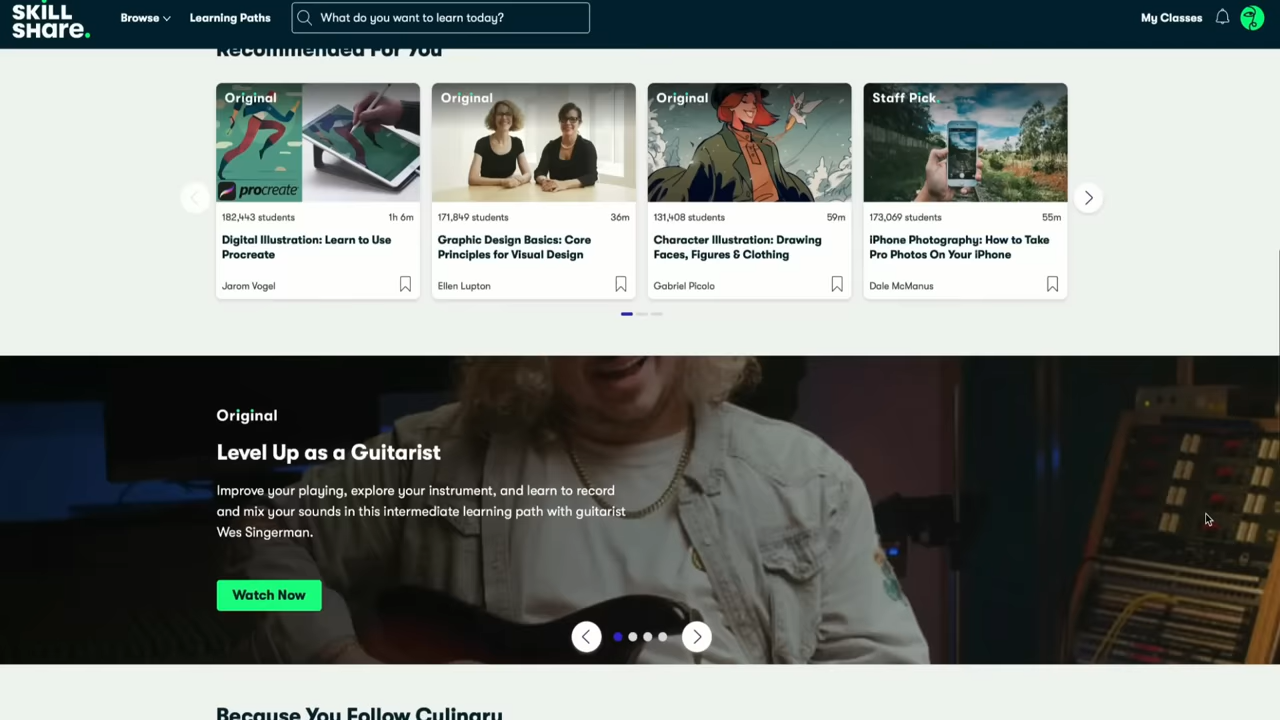 SKiLL
SHare.
Browse
Learning Paths
What do you want to learn today?
My Classes
Recommended For You
Original
Original
Original
Staff Pick.
procreate
182,443 students
1h 6m
171,849 students
36m
131,408 students
59m
173,069 students
55m
Digital Illustration: Learn to Use
Procreate
Graphic Design Basics: Core
Principles for Visual Design
Character Illustration: Drawing
Faces, Figures & Clothing
iPhone Photography: How to Take
Pro Photos On Your iPhone
Jarom Vogel
Ellen Lupton
Gabriel Picolo
Dale McManus
Original
Level Up as a Guitarist
Improve your playing, explore your instrument, and learn to record
and mix your sounds in this intermediate learning path with guitarist
Wes Singerman.
Watch Now
Because You Follow Culinary